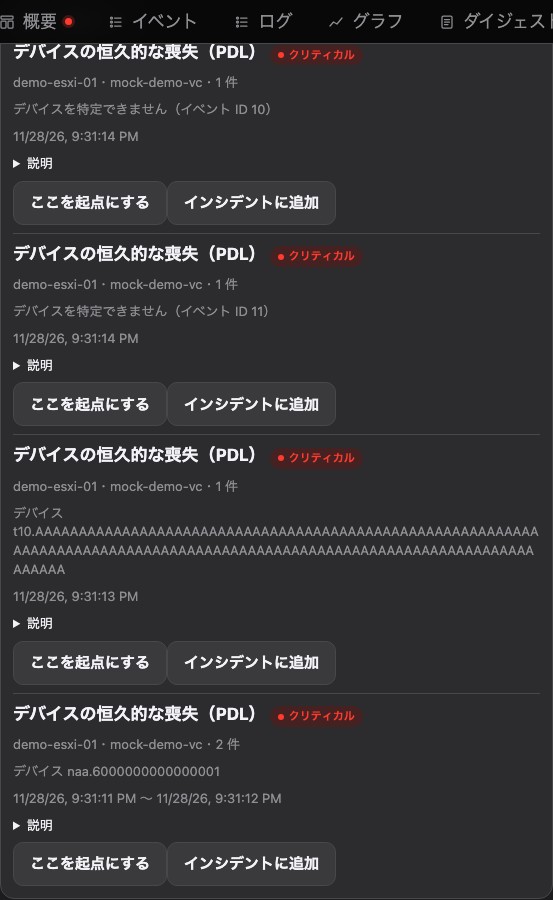 概要 イベント ログ グラフ ダイジェスト
デバイスの恒久的な喪失（PDL） クリティカル
demo-esxi-01・mock-demo-vc・1 件
デバイスを特定できません（イベント ID 10）
11/28/26, 9:31:14 PM
説明
ここを起点にする インシデントに追加
デバイスの恒久的な喪失（PDL） クリティカル
demo-esxi-01・mock-demo-vc・1 件
デバイスを特定できません（イベント ID 11）
11/28/26, 9:31:14 PM
説明
ここを起点にする インシデントに追加
デバイスの恒久的な喪失（PDL） クリティカル
demo-esxi-01・mock-demo-vc・1 件
デバイス
t10.AAAAAAAAAAAAAAAAAAAAAAAAAAAAAAAAAAAAAAAAAAAAAAAAAAAAAAAAAA
AAAAAAAAAAAAAAAAAAAAAAAAAAAAAAAAAAAAAAAAAAAAAAAAAAAAAAAAAAAA
AAAAAA
11/28/26, 9:31:13 PM
説明
ここを起点にする インシデントに追加
デバイスの恒久的な喪失（PDL） クリティカル
demo-esxi-01・mock-demo-vc・2 件
デバイス naa.6000000000000001
11/28/26, 9:31:11 PM 〜 11/28/26, 9:31:12 PM
説明
ここを起点にする インシデントに追加